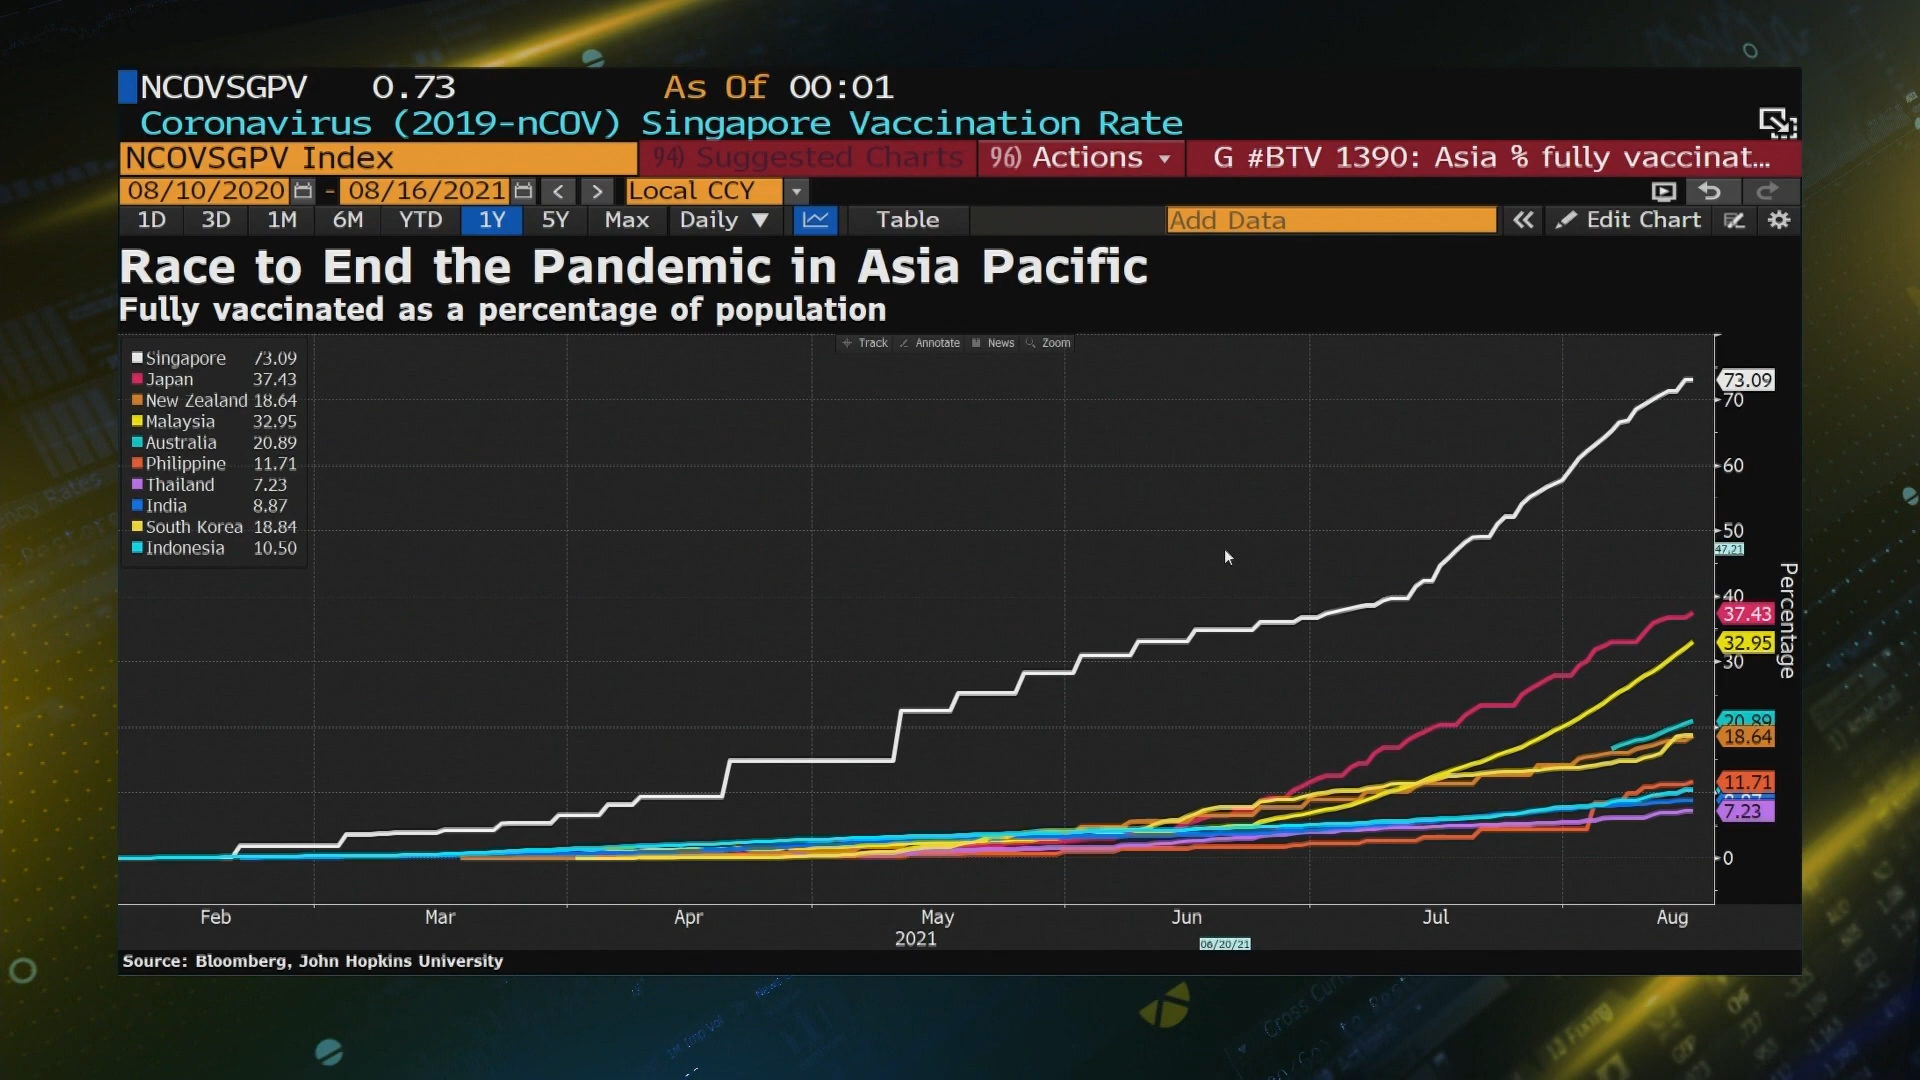 NCOVSGPV 0.73 As Of 00:01
Coronavirus (2019-nCOV) Singapore Vaccination Rate
NCOVSGPV Index 94) Suggested Charts 96) Actions G #BTV 1390: Asia % fully vaccinat...
08/10/2020 - 08/16/2021 < > Local CCY
1D 3D 1M 6M YTD 1Y 5Y Max Daily Table Add Data « Edit Chart
Race to End the Pandemic in Asia Pacific
Fully vaccinated as a percentage of population
Track Annotate News Zoom
Singapore 73.09
Japan 37.43
New Zealand 18.64
Malaysia 32.95
Australia 20.89
Philippine 11.71
Thailand 7.23
India 8.87
South Korea 18.84
Indonesia 10.50
73.09
70
60
50
47.21
40
37.43
32.95
30
20.89
18.64
11.71
7.23
0
Percentage
Feb Mar Apr May Jun Jul Aug
2021
06/20/21
Source: Bloomberg, John Hopkins University